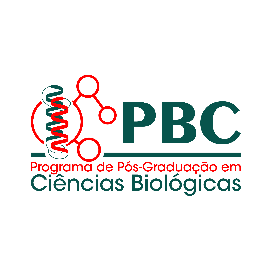 PBC
Programa de Pós-Graduação em
Ciências Biológicas